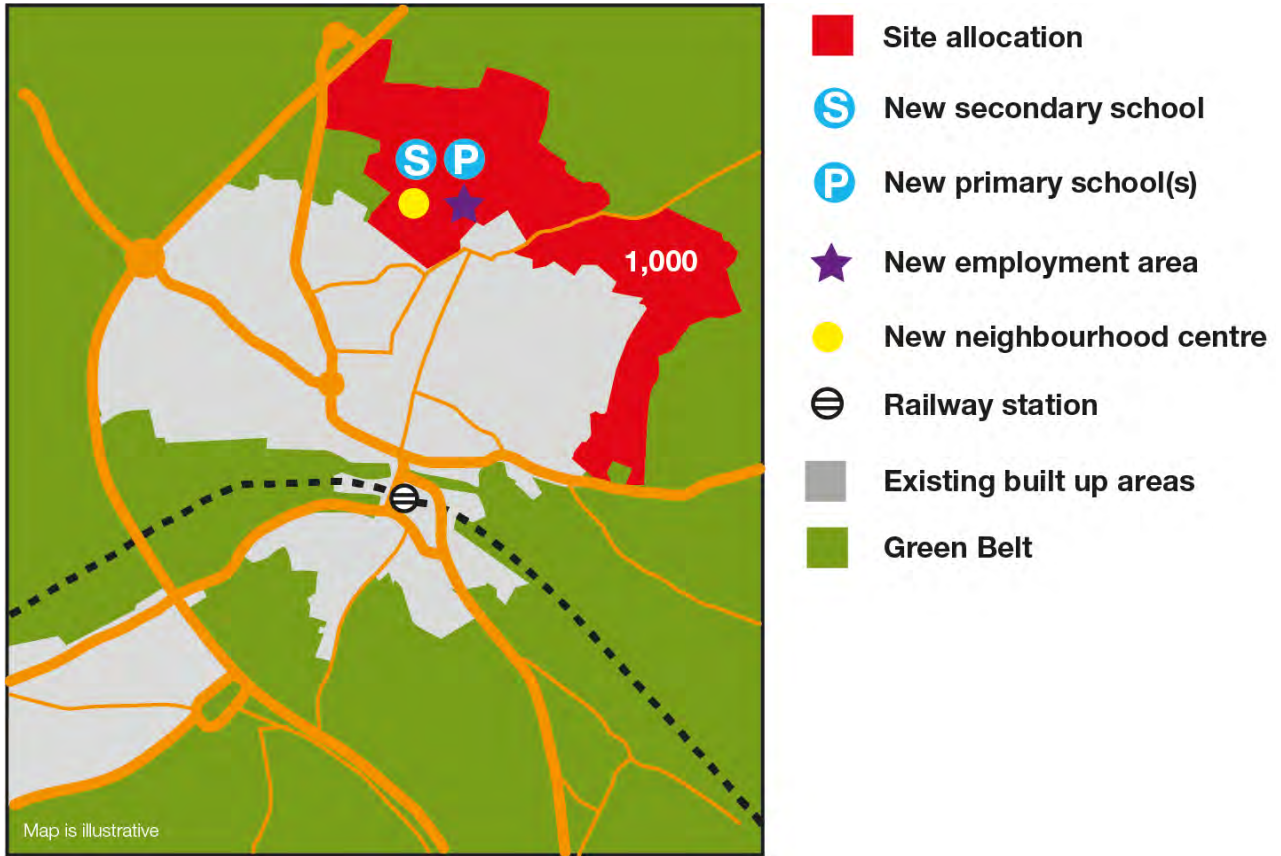 S P
1,000
Map is illustrative
Site allocation
S New secondary school
P New primary school(s)
New employment area
New neighbourhood centre
Railway station
Existing built up areas
Green Belt